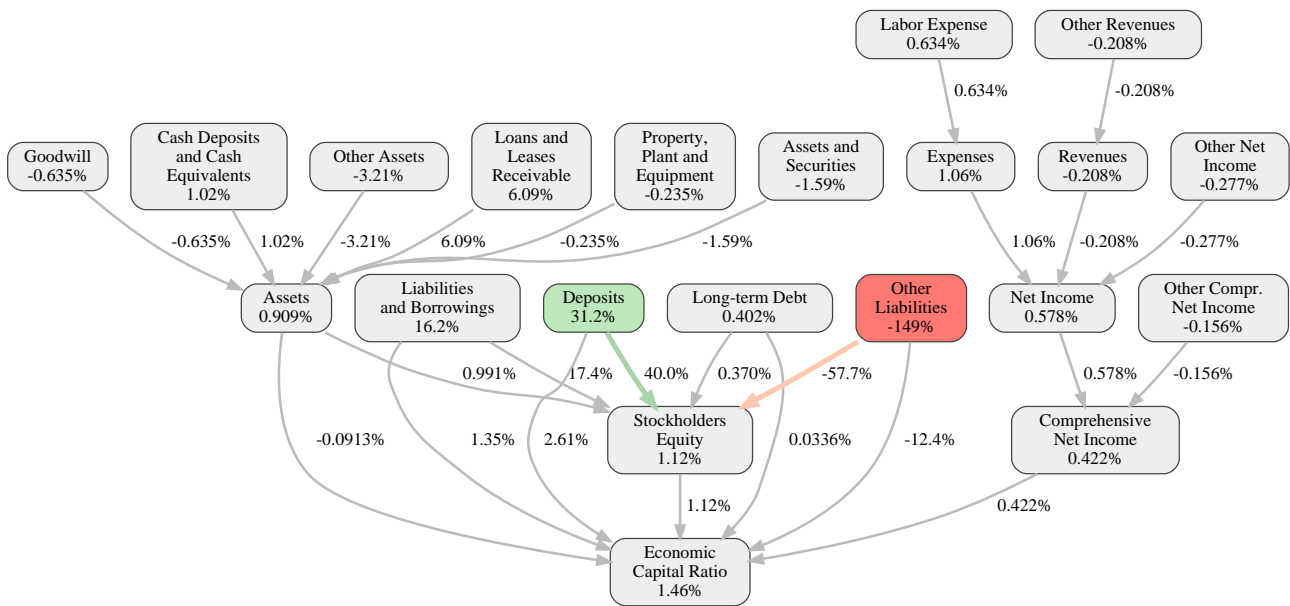 Labor Expense
0.634%
Other Revenues
-0.208%
0.634%
-0.208%
Goodwill
-0.635%
Cash Deposits
and Cash
Equivalents
1.02%
Other Assets
-3.21%
Loans and
Leases
Receivable
6.09%
Property,
Plant and
Equipment
-0.235%
Assets and
Securities
-1.59%
Expenses
1.06%
Revenues
-0.208%
Other Net
Income
-0.277%
-0.635%
1.02%
-3.21%
6.09%
-0.235%
-1.59%
1.06%
-0.208%
-0.277%
Assets
0.909%
Liabilities
and Borrowings
16.2%
Deposits
31.2%
Long-term Debt
0.402%
Other
Liabilities
-149%
Net Income
0.578%
Other Compr.
Net Income
-0.156%
0.991%
17.4%
40.0%
0.370%
-57.7%
0.578%
-0.156%
-0.0913%
1.35%
2.61%
Stockholders
Equity
1.12%
0.0336%
-12.4%
Comprehensive
Net Income
0.422%
1.12%
0.422%
Economic
Capital Ratio
1.46%